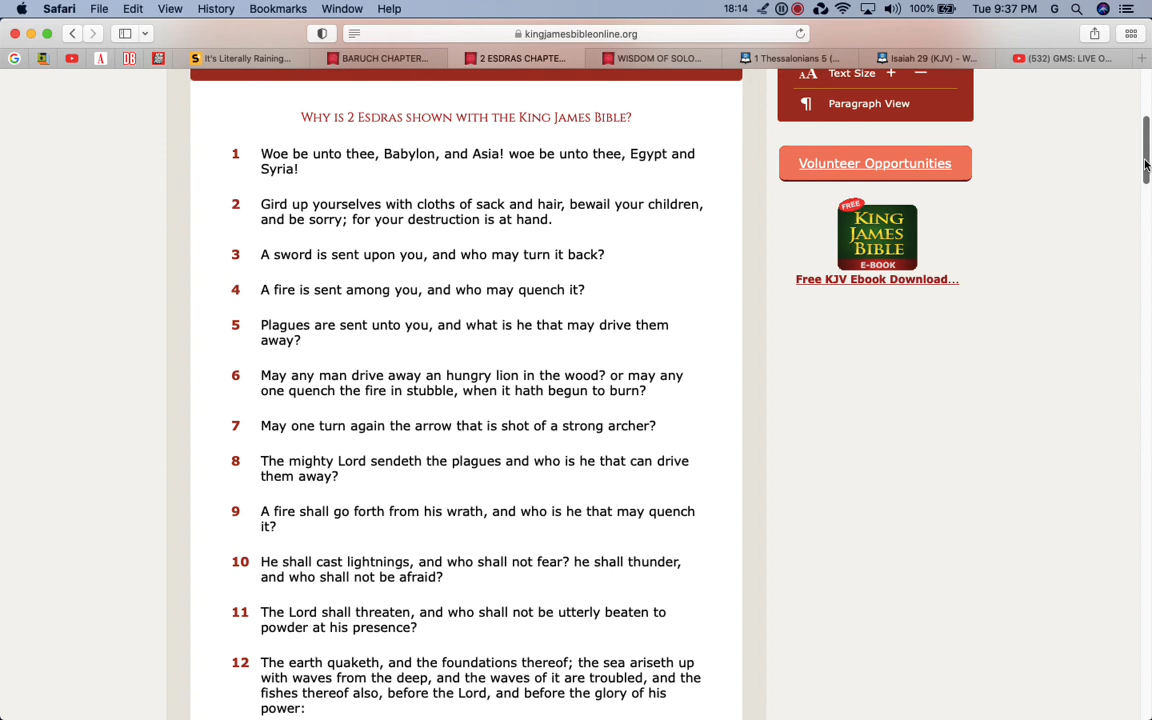 Safari File Edit View History Bookmarks Window Help 18:14 100% Tue 9:37 PM G
kingjamesbibleonline.org
It's Literally Raining... BARUCH CHAPTER... 2 ESDRAS CHAPTE... WISDOM OF SOLO... 1 Thessalonians 5 (... Isaiah 29 (KJV) - W... (532) GMS: LIVE O...
AA Text Size + —
¶ Paragraph View
Volunteer Opportunities
FREE
KING
JAMES
BIBLE
E-BOOK
Free KJV Ebook Download...
Why is 2 Esdras shown with the King James Bible?
1 Woe be unto thee, Babylon, and Asia! woe be unto thee, Egypt and
Syria!
2 Gird up yourselves with cloths of sack and hair, bewail your children,
and be sorry; for your destruction is at hand.
3 A sword is sent upon you, and who may turn it back?
4 A fire is sent among you, and who may quench it?
5 Plagues are sent unto you, and what is he that may drive them
away?
6 May any man drive away an hungry lion in the wood? or may any
one quench the fire in stubble, when it hath begun to burn?
7 May one turn again the arrow that is shot of a strong archer?
8 The mighty Lord sendeth the plagues and who is he that can drive
them away?
9 A fire shall go forth from his wrath, and who is he that may quench
it?
10 He shall cast lightnings, and who shall not fear? he shall thunder,
and who shall not be afraid?
11 The Lord shall threaten, and who shall not be utterly beaten to
powder at his presence?
12 The earth quaketh, and the foundations thereof; the sea ariseth up
with waves from the deep, and the waves of it are troubled, and the
fishes thereof also, before the Lord, and before the glory of his
power: